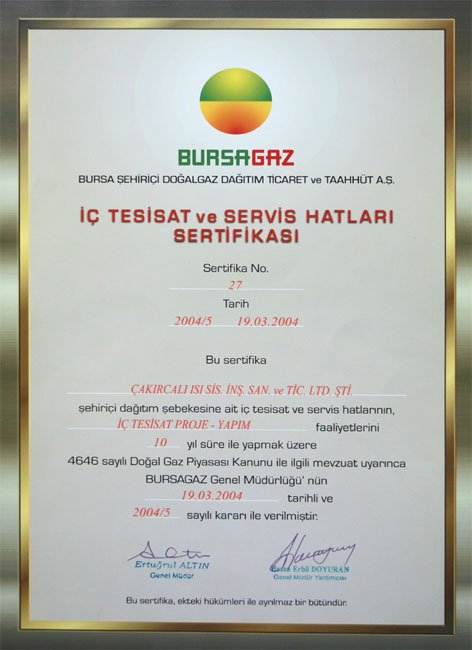 BURSAGAZ
BURSA ŞEHİRİÇİ DOĞALGAZ DAĞITIM TİCARET ve TAAHHÜT A.Ş.
İÇ TESİSAT ve SERVİS HATLARI
SERTİFİKASI
Sertifika No.
27
Tarih
2004/5 19.03.2004
Bu sertifika
ÇAKIRCALI ISI SİS. İNŞ. SAN. ve TİC. LTD. ŞTİ.
şehiriçi dağıtım şebekesine ait iç tesisat ve servis hatlarının,
İÇ TESİSAT PROJE - YAPIM faaliyetlerini
10 yıl süre ile yapmak üzere
4646 sayılı Doğal Gaz Piyasası Kanunu ile ilgili mevzuat uyarınca
BURSAGAZ Genel Müdürlüğü' nün
19.03.2004 tarihli ve
2004/5 sayılı kararı ile verilmiştir.
Ertuğrul ALTIN
Genel Müdür
Erbil DOYURAN
Genel Müdür Yardımcısı
Bu sertifika, ekteki hükümleri ile ayrılmaz bir bütündür.